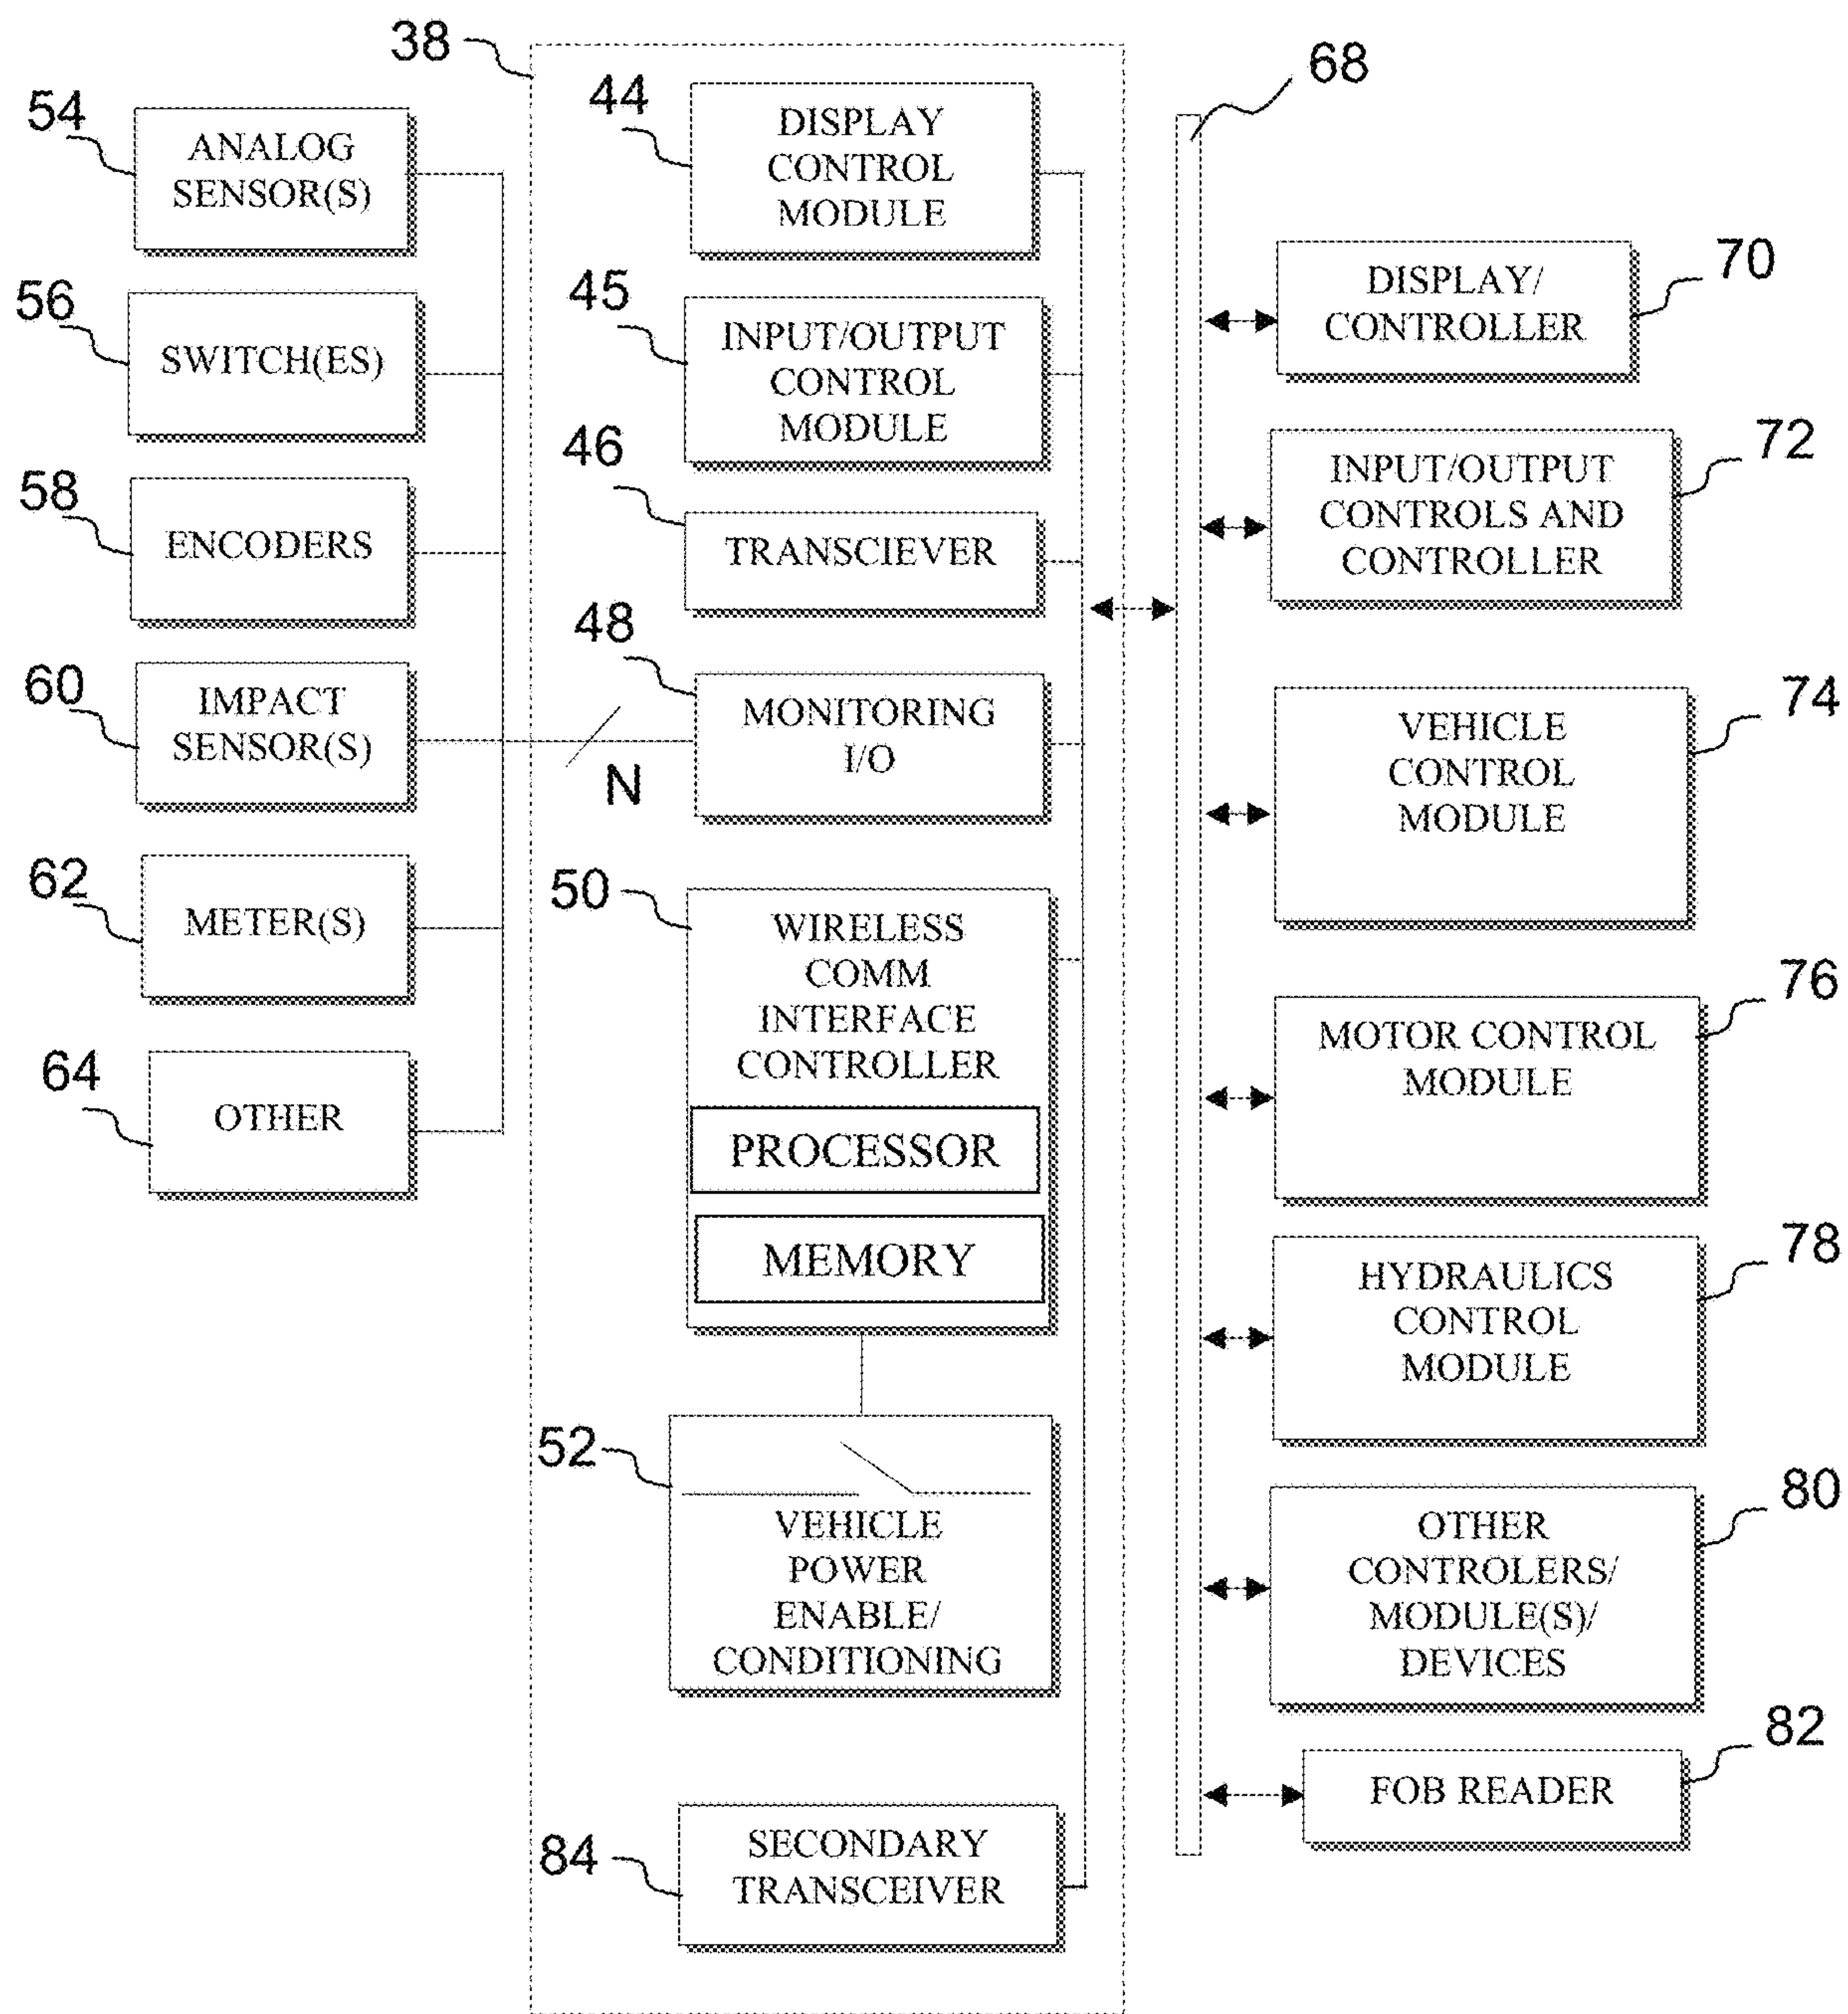 38
54
ANALOG
SENSOR(S)
56
SWITCH(ES)
58
ENCODERS
60
IMPACT
SENSOR(S)
62
METER(S)
64
OTHER
N
44
DISPLAY
CONTROL
MODULE
45
INPUT/OUTPUT
CONTROL
MODULE
46
TRANSCIEVER
48
MONITORING
I/O
50
WIRELESS
COMM
INTERFACE
CONTROLLER
PROCESSOR
MEMORY
52
VEHICLE
POWER
ENABLE/
CONDITIONING
84
SECONDARY
TRANSCEIVER
68
70
DISPLAY/
CONTROLLER
72
INPUT/OUTPUT
CONTROLS AND
CONTROLLER
74
VEHICLE
CONTROL
MODULE
76
MOTOR CONTROL
MODULE
78
HYDRAULICS
CONTROL
MODULE
80
OTHER
CONTROLERS/
MODULE(S)/
DEVICES
82
FOB READER